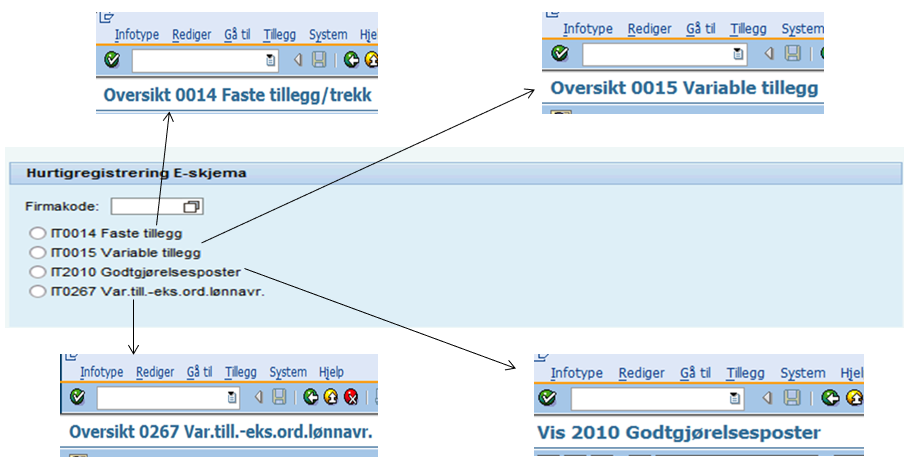 Infotype Rediger Gå til Tillegg System Hje
Oversikt 0014 Faste tillegg/trekk
Infotype Rediger Gå til Tillegg System
Oversikt 0015 Variable tillegg
Hurtigregistrering E-skjema
Firmakode:
IT0014 Faste tillegg
IT0015 Variable tillegg
IT2010 Godtgjørelsesposter
IT0267 Var.till.-eks.ord.lønnavr.
Infotype Rediger Gå til Tillegg System Hjelp
Oversikt 0267 Var.till.-eks.ord.lønnavr.
Infotype Rediger Gå til Tillegg System Hjel
Vis 2010 Godtgjørelsesposter